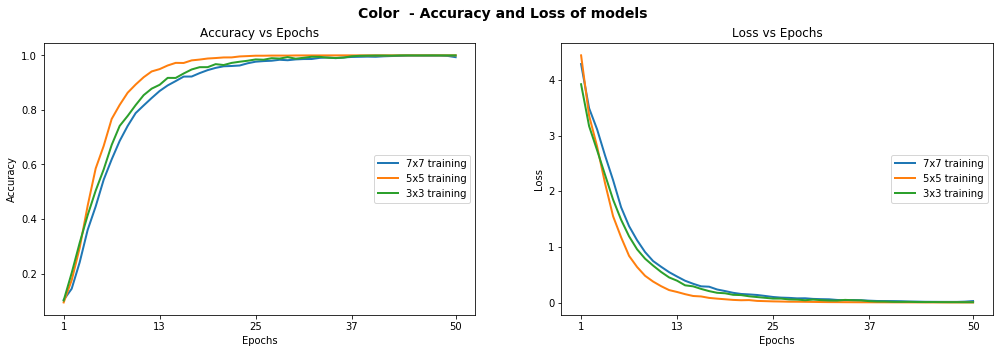 Color  - Accuracy and Loss of models
Accuracy vs Epochs
1.0
0.8
0.6
0.4
0.2
Accuracy
1 13 25 37 50
Epochs
7x7 training
5x5 training
3x3 training
Loss vs Epochs
4
3
2
1
0
Loss
1 13 25 37 50
Epochs
7x7 training
5x5 training
3x3 training